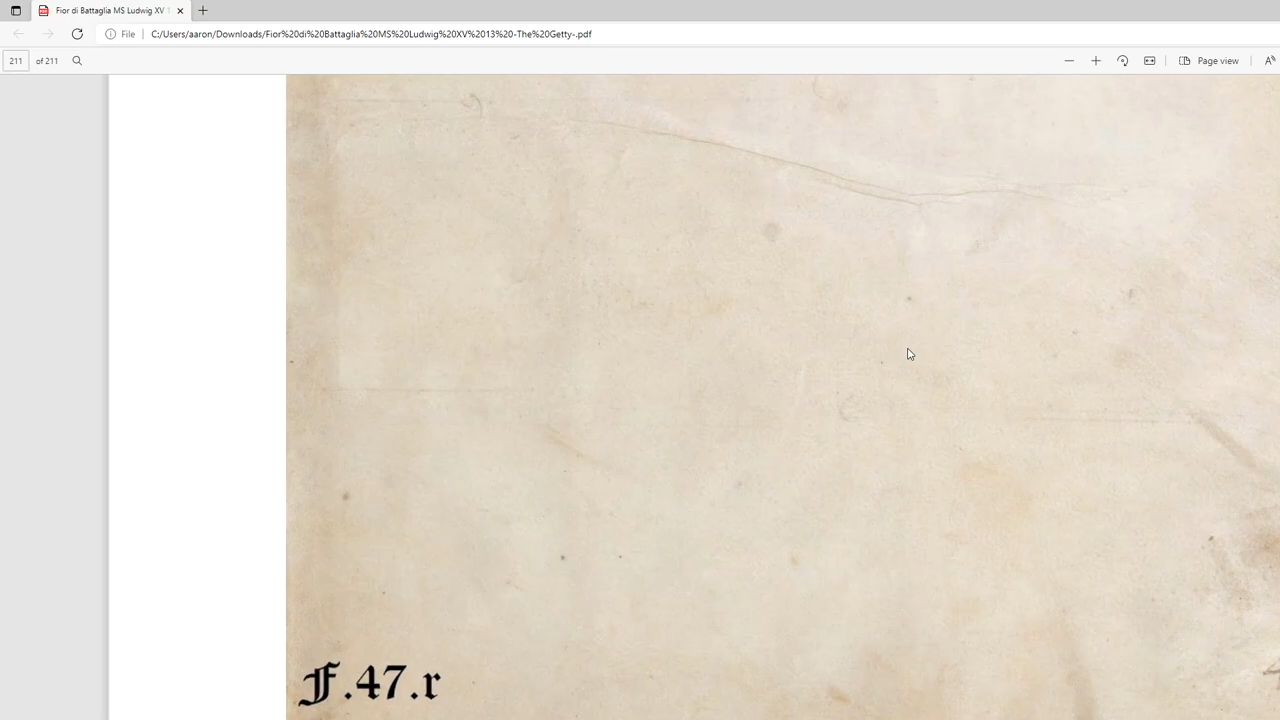 Fior di Battaglia MS Ludwig XV 1
File
C:/Users/aaron/Downloads/Fior%20di%20Battaglia%20MS%20Ludwig%20XV%2013%20-The%20Getty-.pdf
211 of 211
Page view
F.47.r